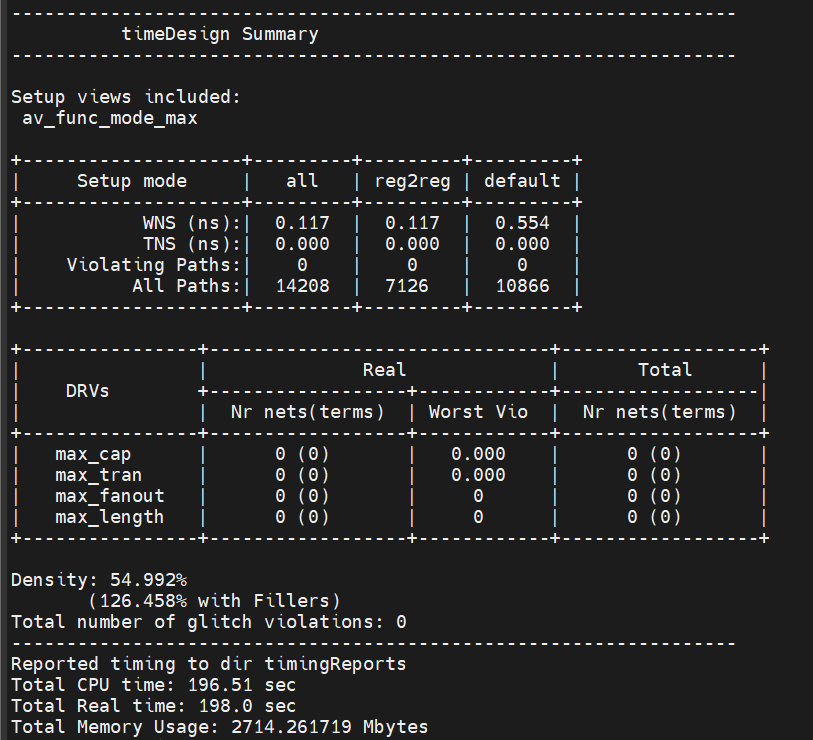 ---------------------------------------------------------------
          timeDesign Summary
---------------------------------------------------------------
Setup views included:
 av_func_mode_max
+--------------------+---------+---------+---------+
|     Setup mode     |   all   | reg2reg | default |
+--------------------+---------+---------+---------+
|           WNS (ns):|  0.117  |  0.117  |  0.554  |
|           TNS (ns):|  0.000  |  0.000  |  0.000  |
|    Violating Paths:|    0    |    0    |    0    |
|          All Paths:|  14208  |  7126   |  10866  |
+--------------------+---------+---------+---------+
+----------------+-------------------------------+------------------+
|                |              Real             |       Total      |
|    DRVs        +------------------+------------+------------------|
|                |  Nr nets(terms)  | Worst Vio  |  Nr nets(terms)  |
+----------------+------------------+------------+------------------+
|   max_cap      |      0 (0)       |   0.000    |      0 (0)       |
|   max_tran     |      0 (0)       |   0.000    |      0 (0)       |
|   max_fanout   |      0 (0)       |     0      |      0 (0)       |
|   max_length   |      0 (0)       |     0      |      0 (0)       |
+----------------+------------------+------------+------------------+
Density: 54.992%
       (126.458% with Fillers)
Total number of glitch violations: 0
---------------------------------------------------------------
Reported timing to dir timingReports
Total CPU time: 196.51 sec
Total Real time: 198.0 sec
Total Memory Usage: 2714.261719 Mbytes